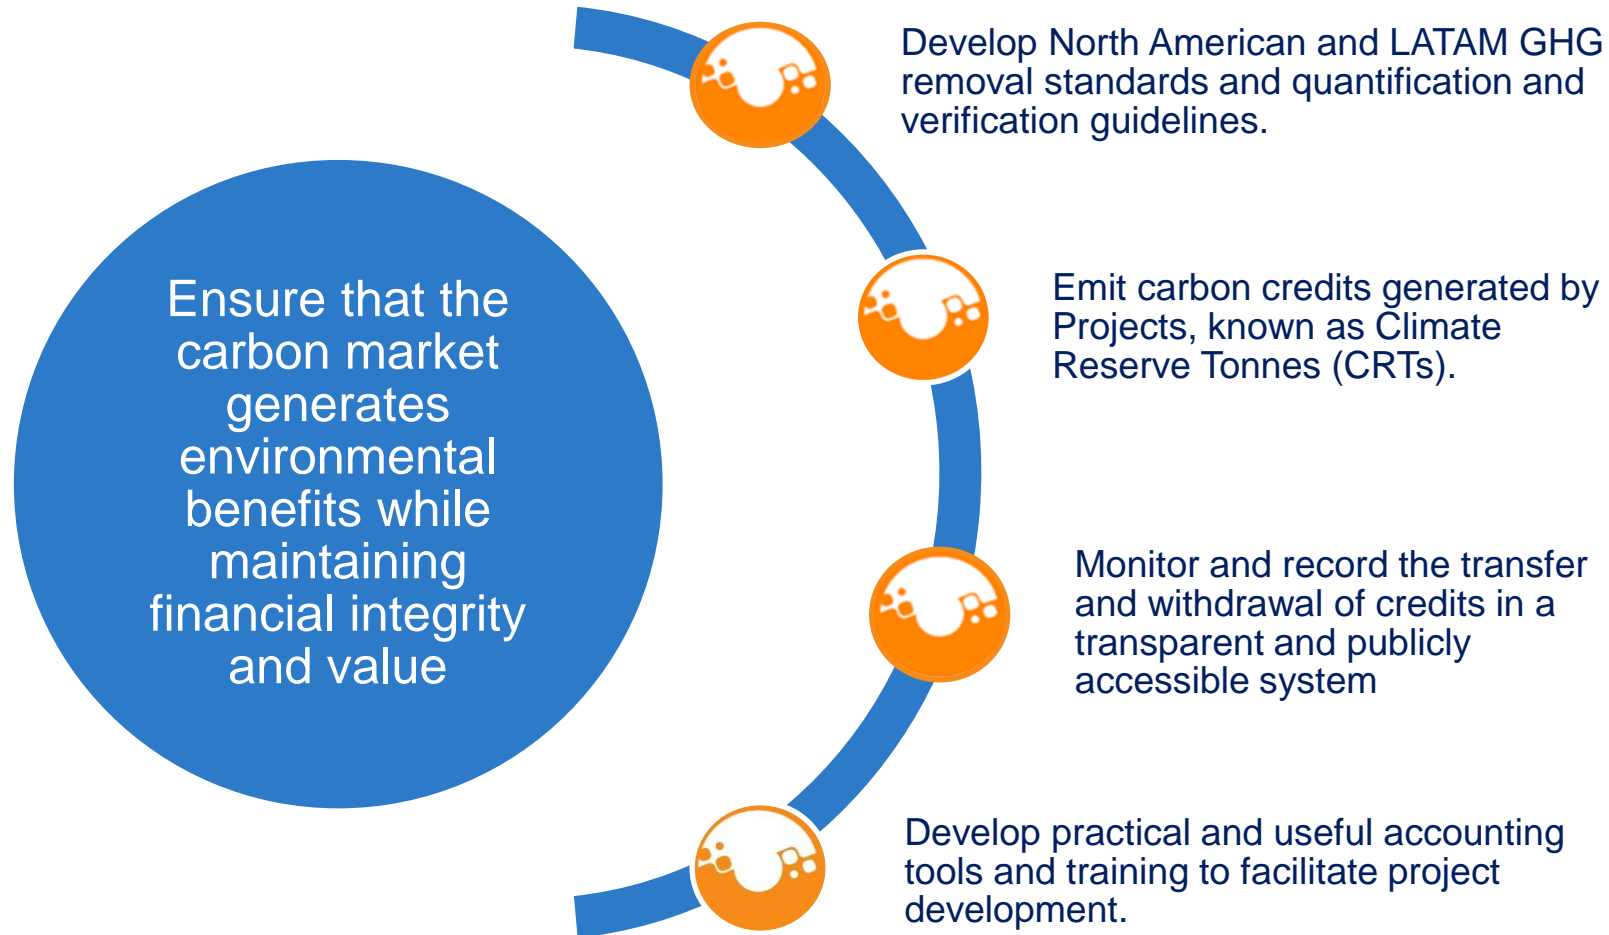 Ensure that the
carbon market
generates
environmental
benefits while
maintaining
financial integrity
and value
Develop North American and LATAM GHG
removal standards and quantification and
verification guidelines.
Emit carbon credits generated by
Projects, known as Climate
Reserve Tonnes (CRTs).
Monitor and record the transfer
and withdrawal of credits in a
transparent and publicly
accessible system
Develop practical and useful accounting
tools and training to facilitate project
development.